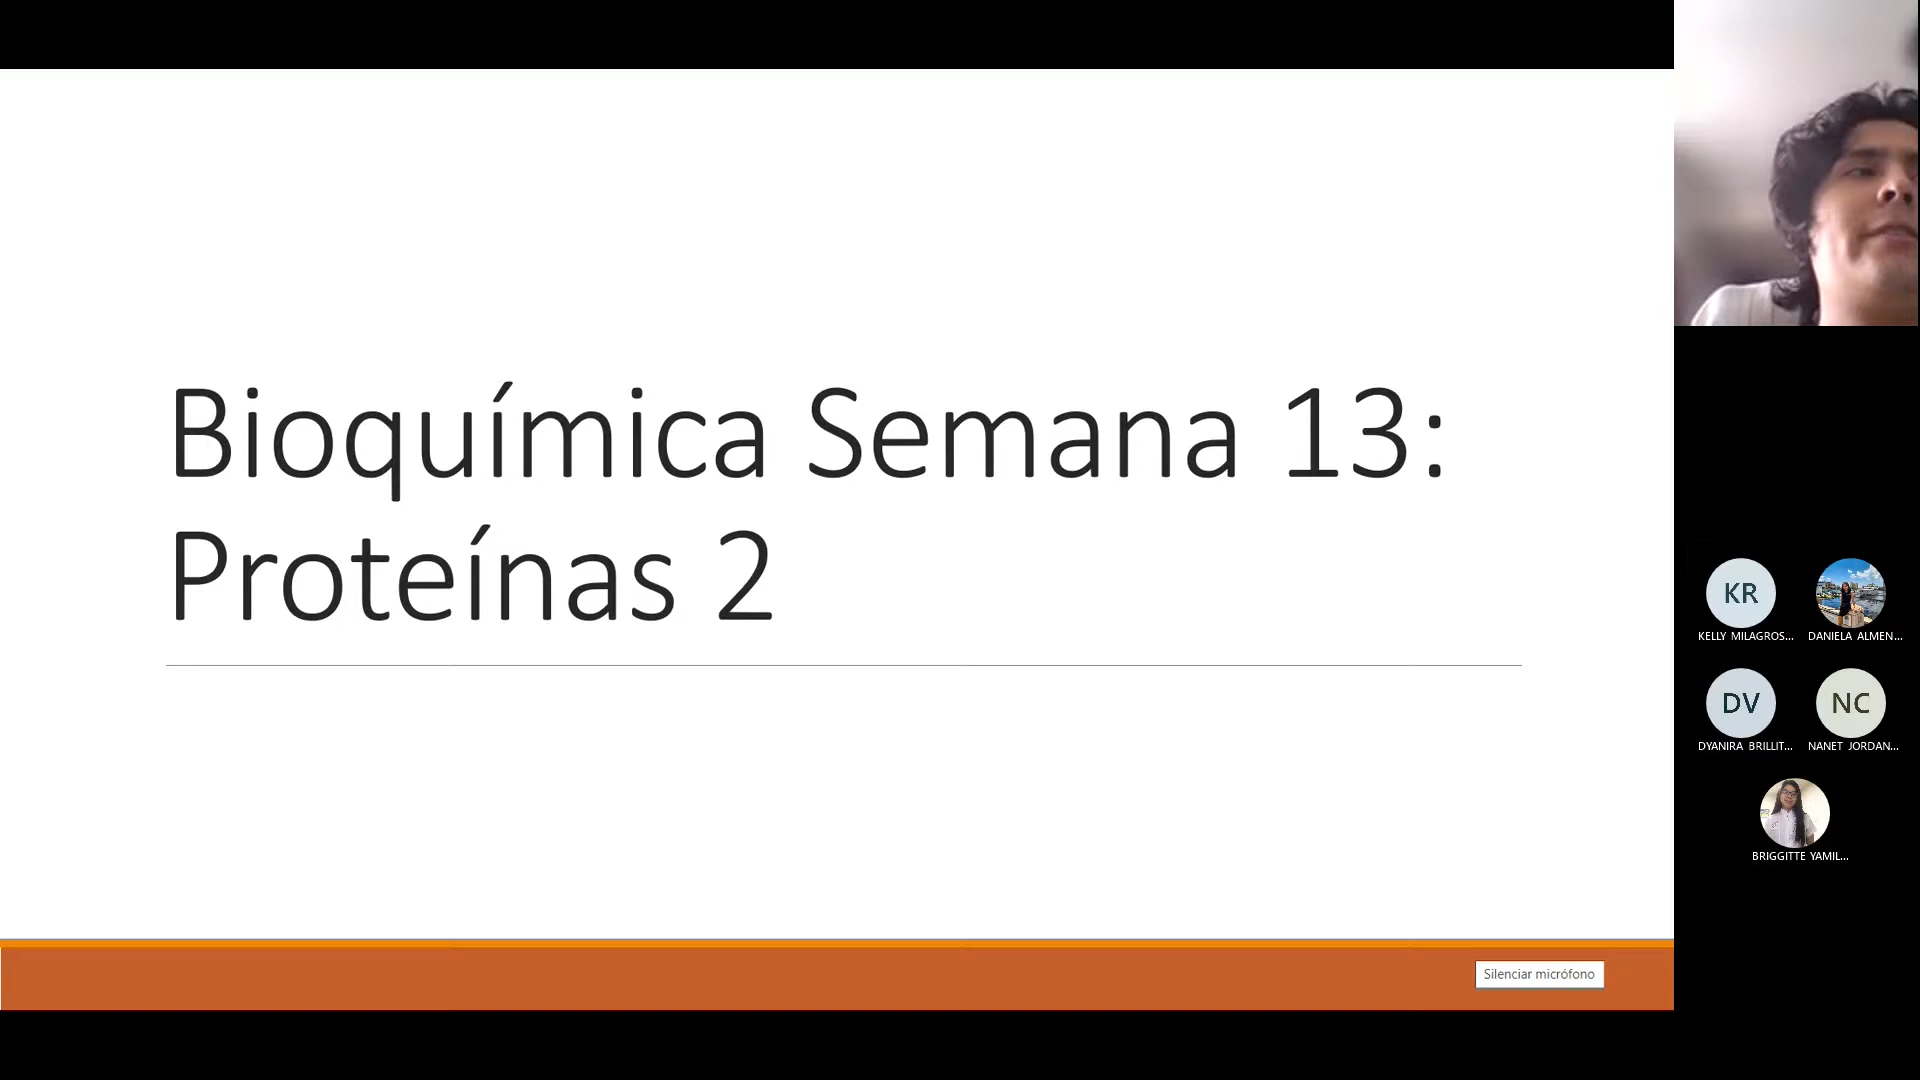 Bioquímica Semana 13:
Proteínas 2
Silenciar micrófono
KR
KELLY MILAGROS...
DANIELA ALMEN...
DV
DYANIRA BRILLIT...
NC
NANET JORDAN...
BRIGGITTE YAMIL...